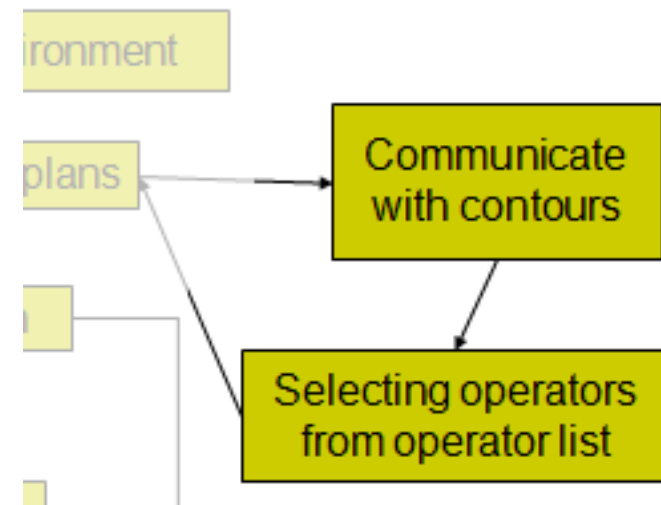 ironment
plans
Communicate
with contours
Selecting operators
from operator list